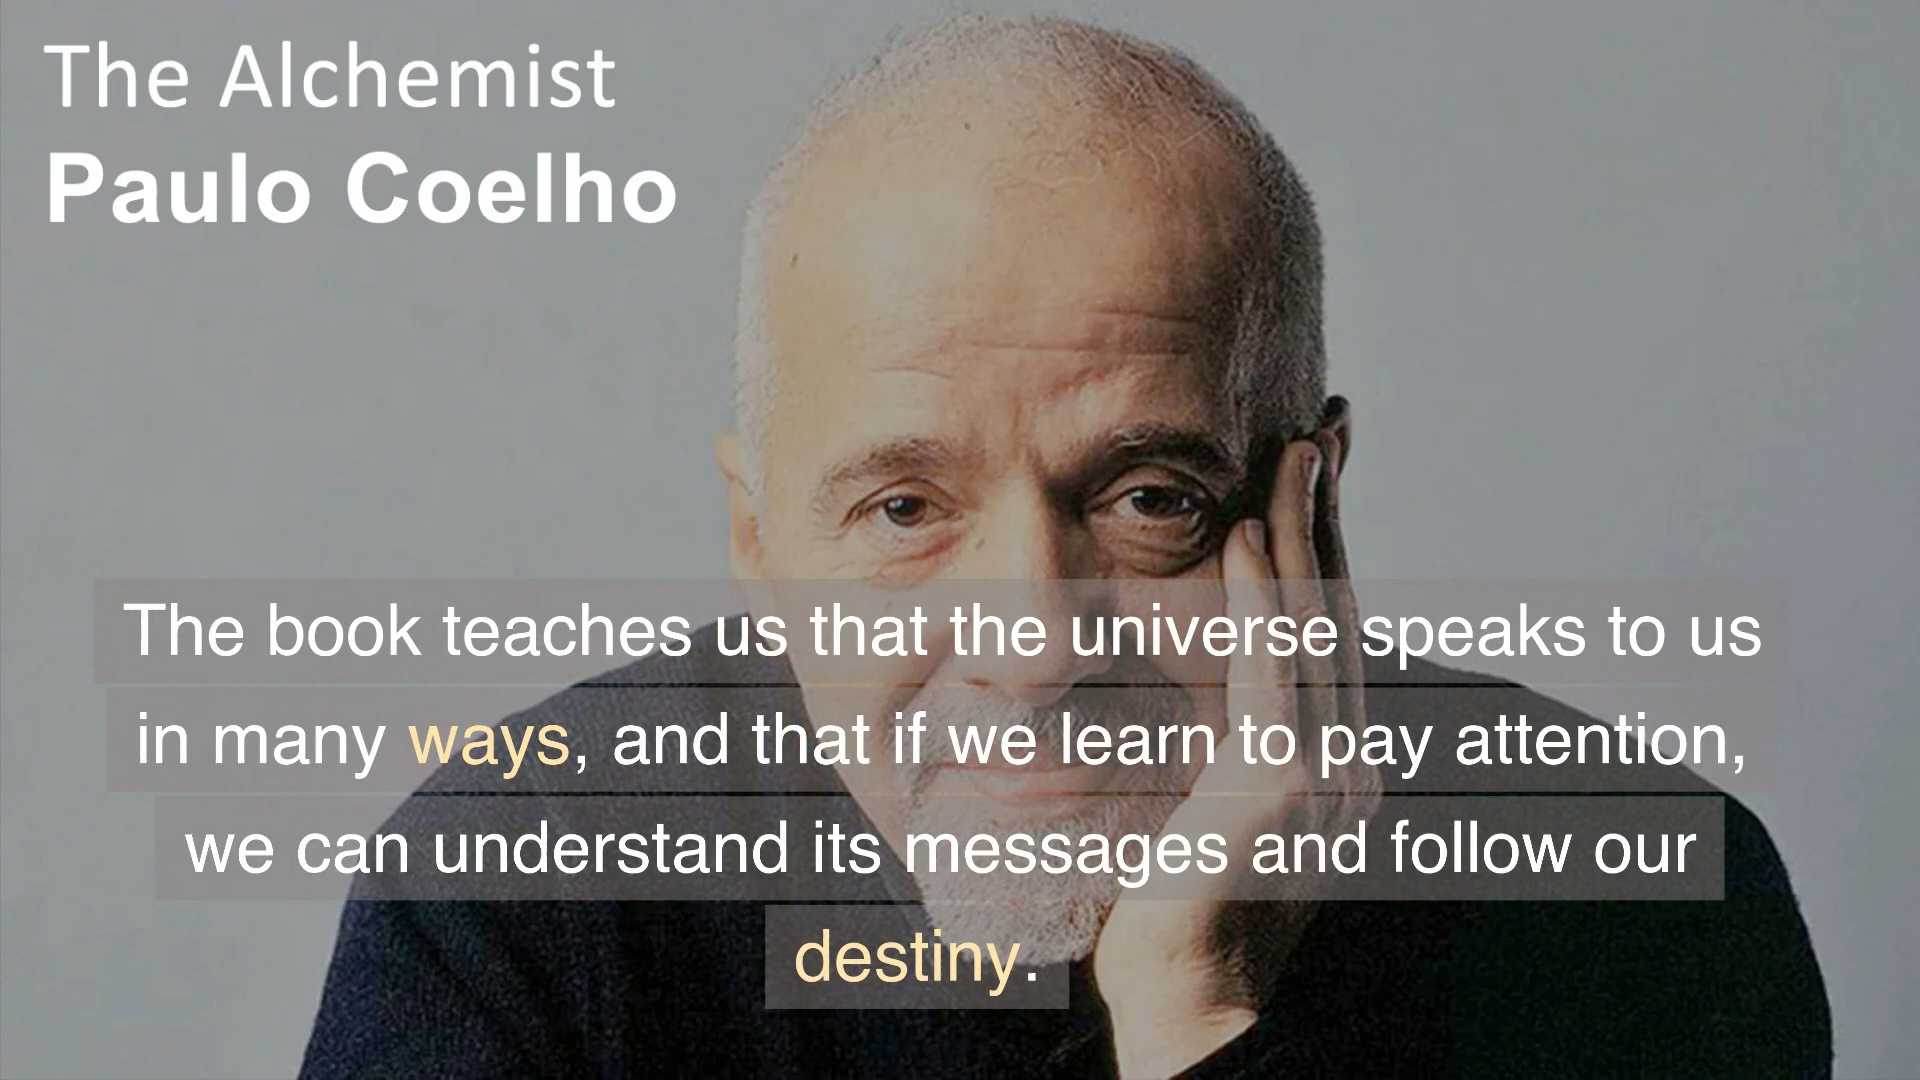 The Alchemist
Paulo Coelho
The book teaches us that the universe speaks to us
in many ways, and that if we learn to pay attention,
we can understand its messages and follow our
destiny.